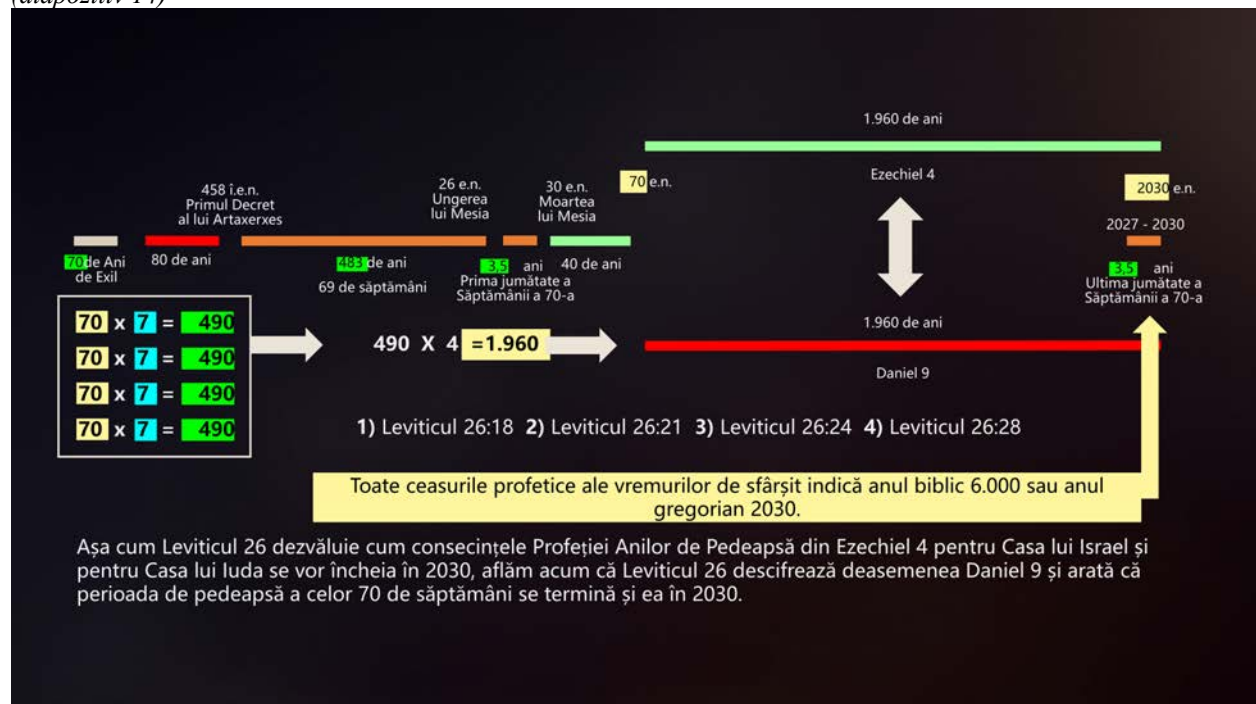 (diapozitiv 14)
1.960 de ani
Ezechiel 4
70 e.n.
2030 e.n.
458 î.e.n.
Primul Decret
al lui Artaxerxes
26 e.n.
Ungerea
lui Mesia
30 e.n.
Moartea
lui Mesia
2027 - 2030
70 de Ani
de Exil
80 de ani
483 de ani
69 de săptămâni
3,5 ani
Prima jumătate a
Săptămânii a 70-a
40 de ani
3,5 ani
Ultima jumătate a
Săptămânii a 70-a
70 x 7 = 490
70 x 7 = 490
70 x 7 = 490
70 x 7 = 490
490 X 4 =1.960
1.960 de ani
Daniel 9
1) Leviticul 26:18 2) Leviticul 26:21 3) Leviticul 26:24 4) Leviticul 26:28
Toate ceasurile profetice ale vremurilor de sfârșit indică anul biblic 6.000 sau anul
gregorian 2030.
Așa cum Leviticul 26 dezvăluie cum consecințele Profeției Anilor de Pedeapsă din Ezechiel 4 pentru Casa lui Israel și
pentru Casa lui Iuda se vor încheia în 2030, aflăm acum că Leviticul 26 descifrează deasemenea Daniel 9 și arată că
perioada de pedeapsă a celor 70 de săptămâni se termină și ea în 2030.